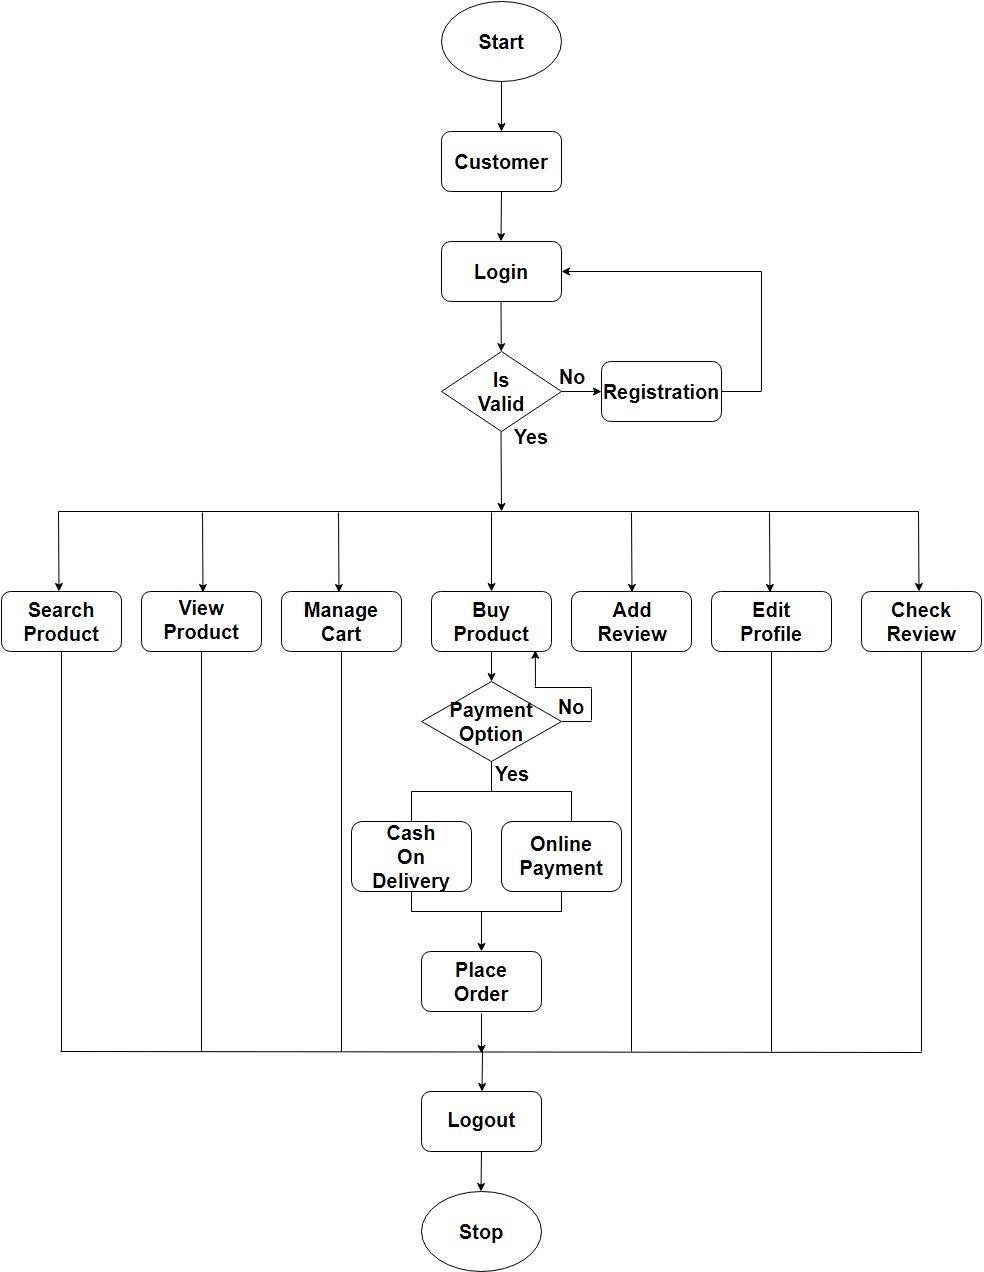 Start
Customer
Login
Is
Valid
No
Registration
Yes
Search
Product
View
Product
Manage
Cart
Buy
Product
Add
Review
Edit
Profile
Check
Review
Payment
Option
No
Yes
Cash
On
Delivery
Online
Payment
Place
Order
Logout
Stop